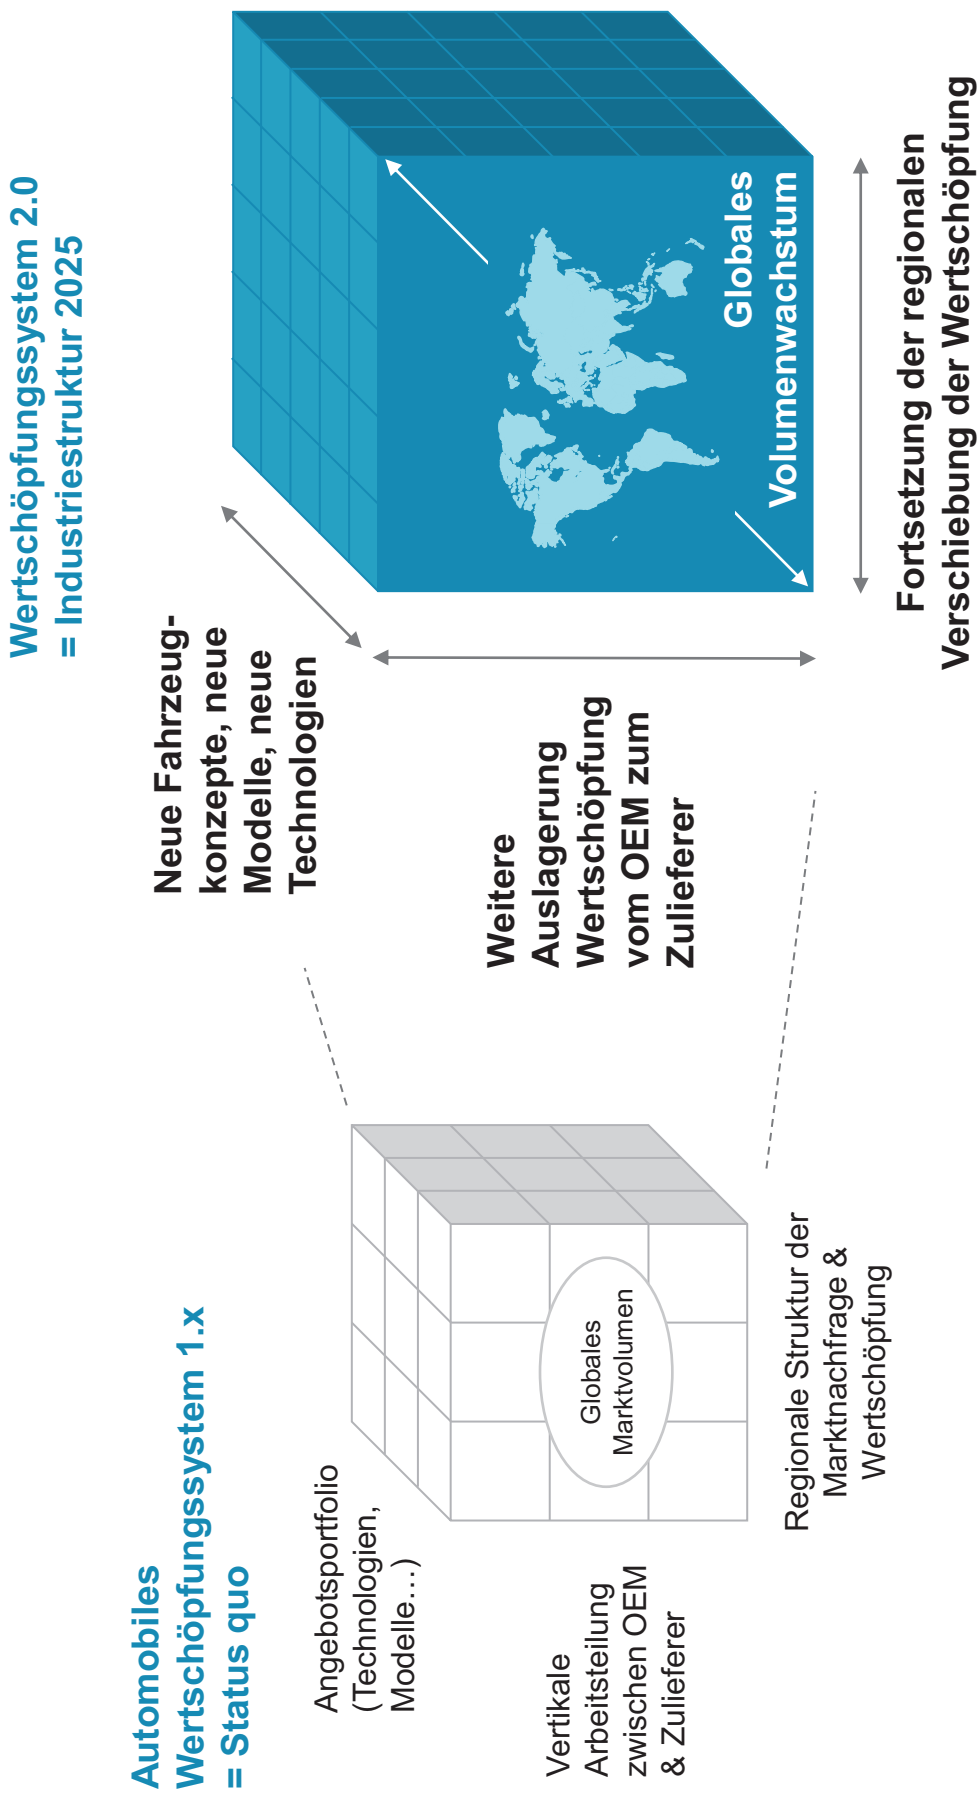 Automobiles
Wertschöpfungssystem 1.x
= Status quo
Angebotsportfolio
(Technologien,
Modelle…)
Vertikale
Arbeitsteilung
zwischen OEM
& Zulieferer
Globales
Marktvolumen
Regionale Struktur der
Marktnachfrage &
Wertschöpfung
Wertschöpfungssystem 2.0
= Industriestruktur 2025
Neue Fahrzeug-
konzepte, neue
Modelle, neue
Technologien
Weitere
Auslagerung
Wertschöpfung
vom OEM zum
Zulieferer
Globales
Volumenwachstum
Fortsetzung der regionalen
Verschiebung der Wertschöpfung